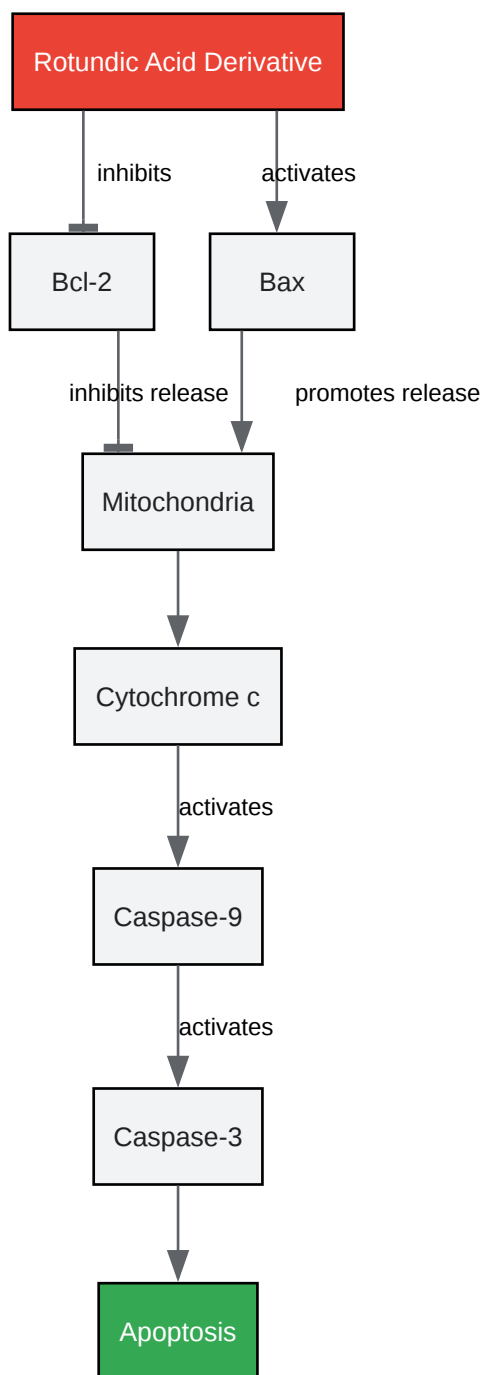 Rotundic Acid Derivative
inhibits
activates
Bcl-2
Bax
inhibits release
promotes release
Mitochondria
Cytochrome c
activates
Caspase-9
activates
Caspase-3
Apoptosis